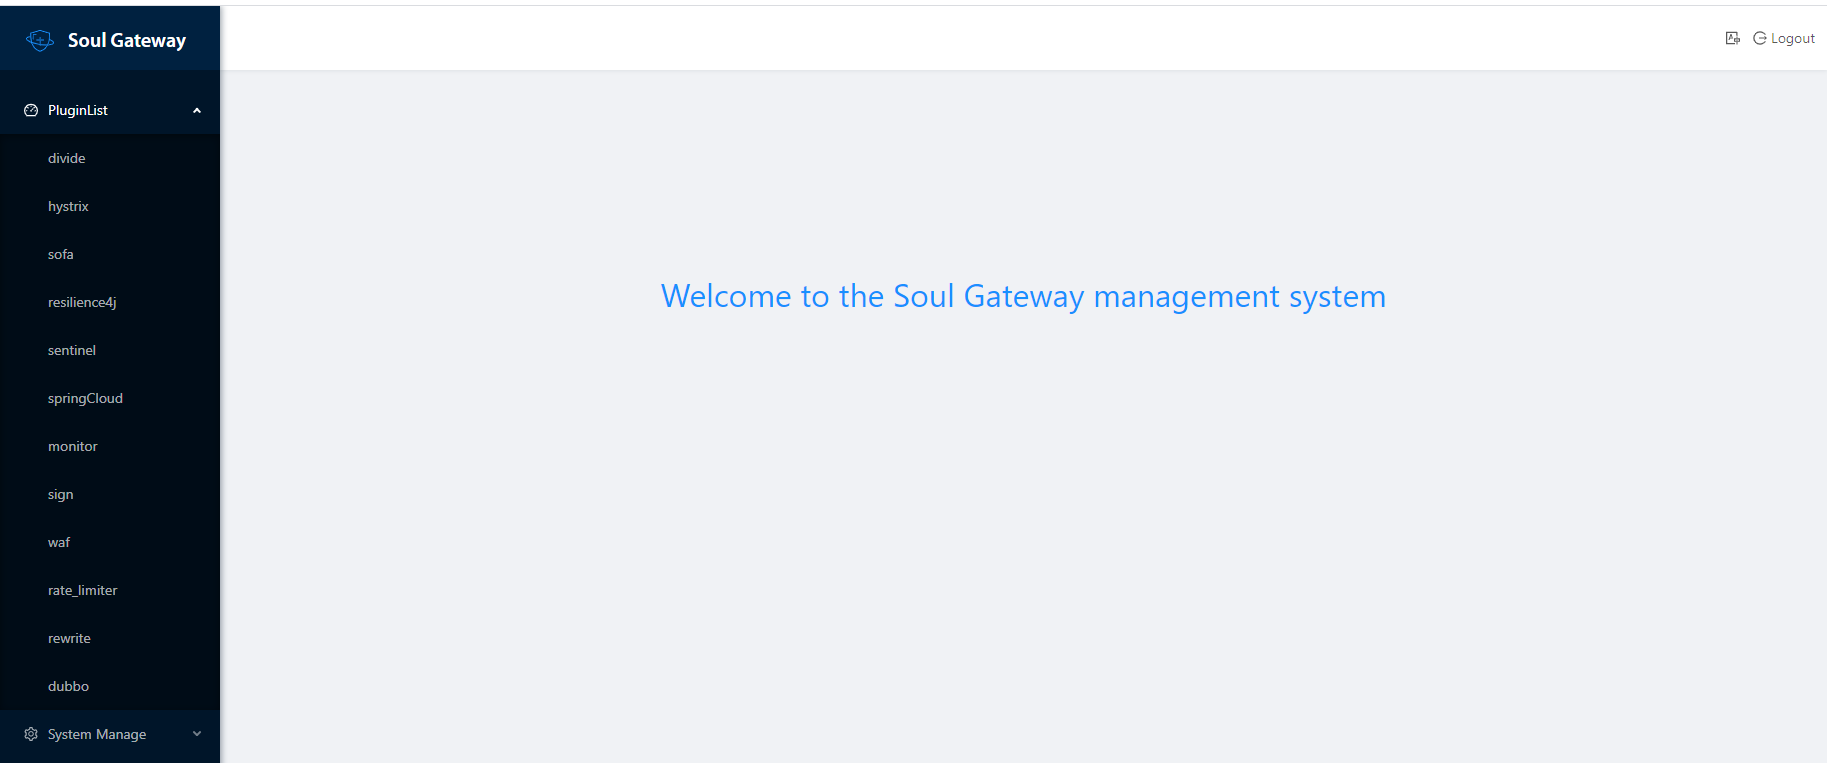 Soul Gateway
Logout
PluginList
divide
hystrix
sofa
resilience4j
sentinel
springCloud
monitor
sign
waf
rate_limiter
rewrite
dubbo
System Manage
Welcome to the Soul Gateway management system